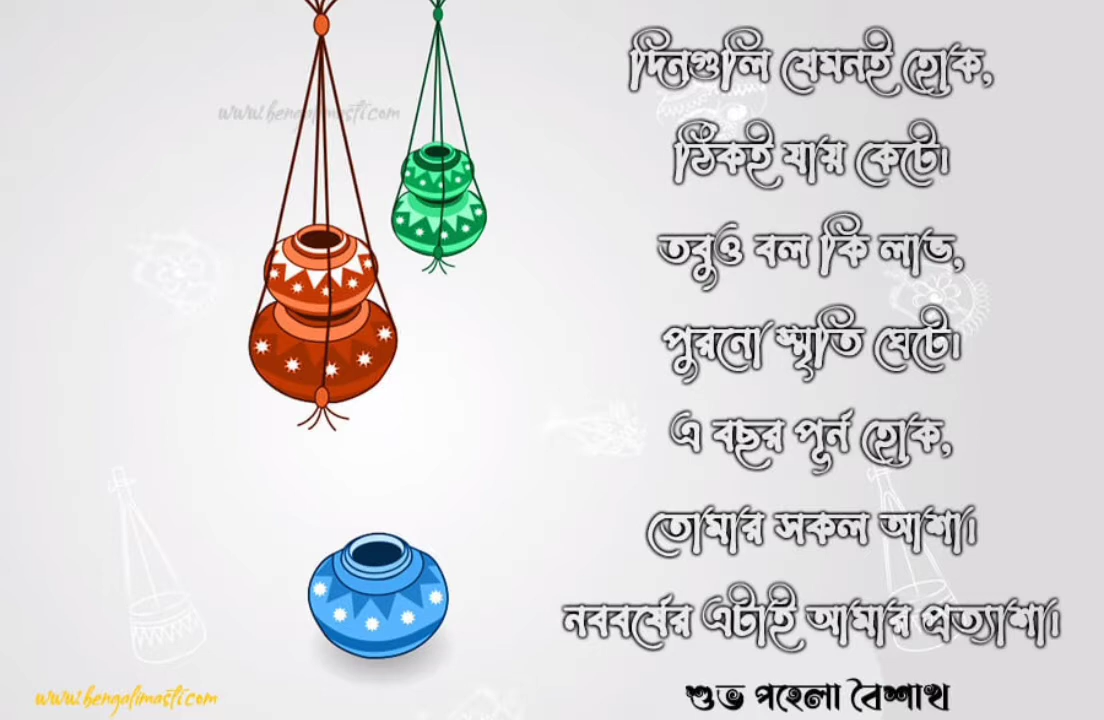 www.bengalimasti.com
দিনগুলি যেমনই হোক,
ঠিকই যায় কেটে।
তবুও বল কি লাভ,
পুরনো স্মৃতি ঘেটে।
এ বছর পূর্ন হোক,
তোমার সকল আশা।
নববর্ষের এটাই আমার প্রত্যাশা।
শুভ পহেলা বৈশাখ
www.bengalimasti.com